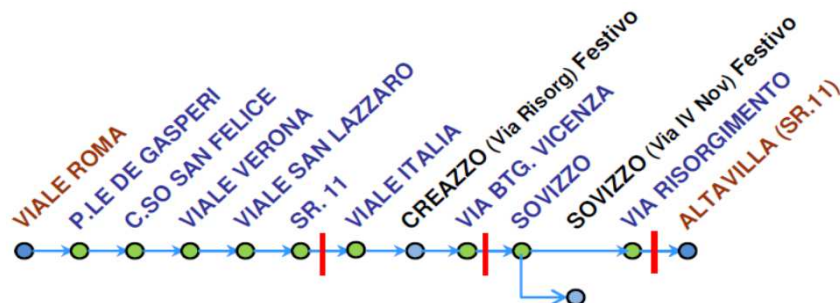 VIALE ROMA
P.LE DE GASPERI
C.SO SAN FELICE
VIALE VERONA
VIALE SAN LAZZARO
SR. 11
VIALE ITALIA
CREAZZO (Via Risorg) Festivo
VIA BTG. VICENZA
SOVIZZO
SOVIZZO (Via IV Nov) Festivo
VIA RISORGIMENTO
ALTAVILLA (SR.11)